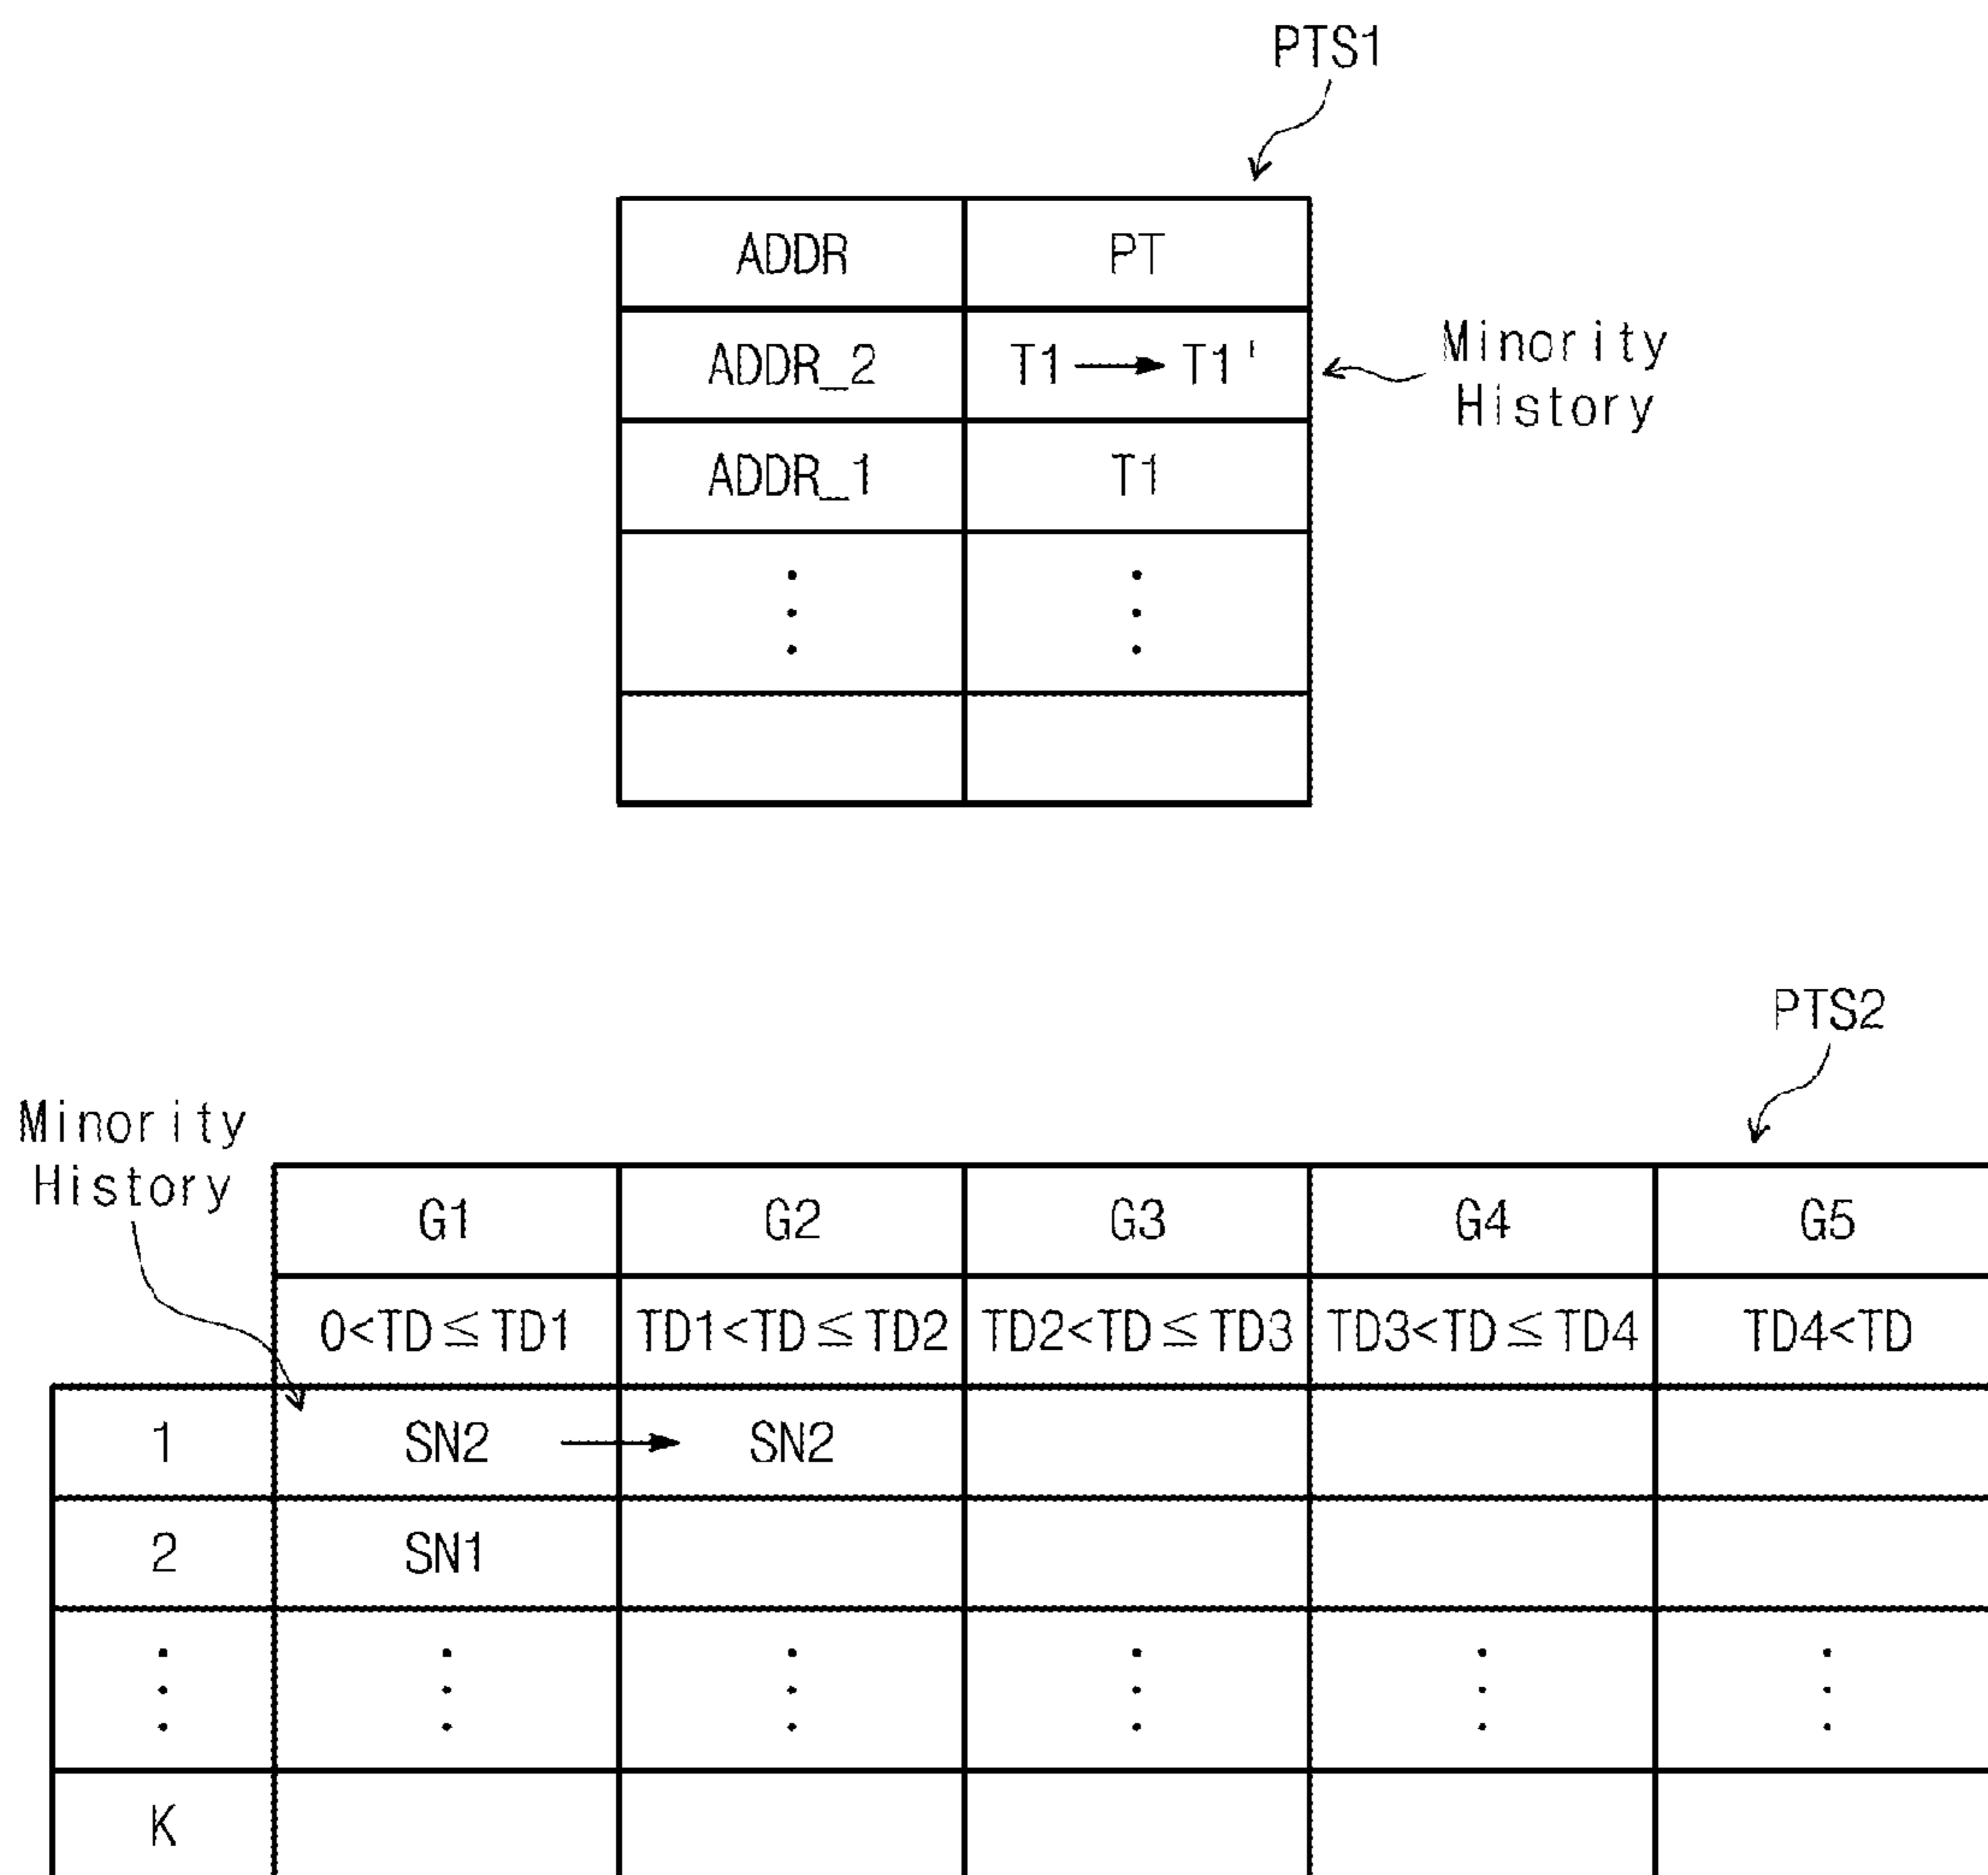 PTS1
ADDR PT
ADDR_2 T1 → T1'
Minority
History
ADDR_1 T1
PTS2
Minority
History
G1 G2 G3 G4 G5
0<TD≦TD1 TD1<TD≦TD2 TD2<TD≦TD3 TD3<TD≦TD4 TD4<TD
1 SN2 → SN2
2 SN1
K